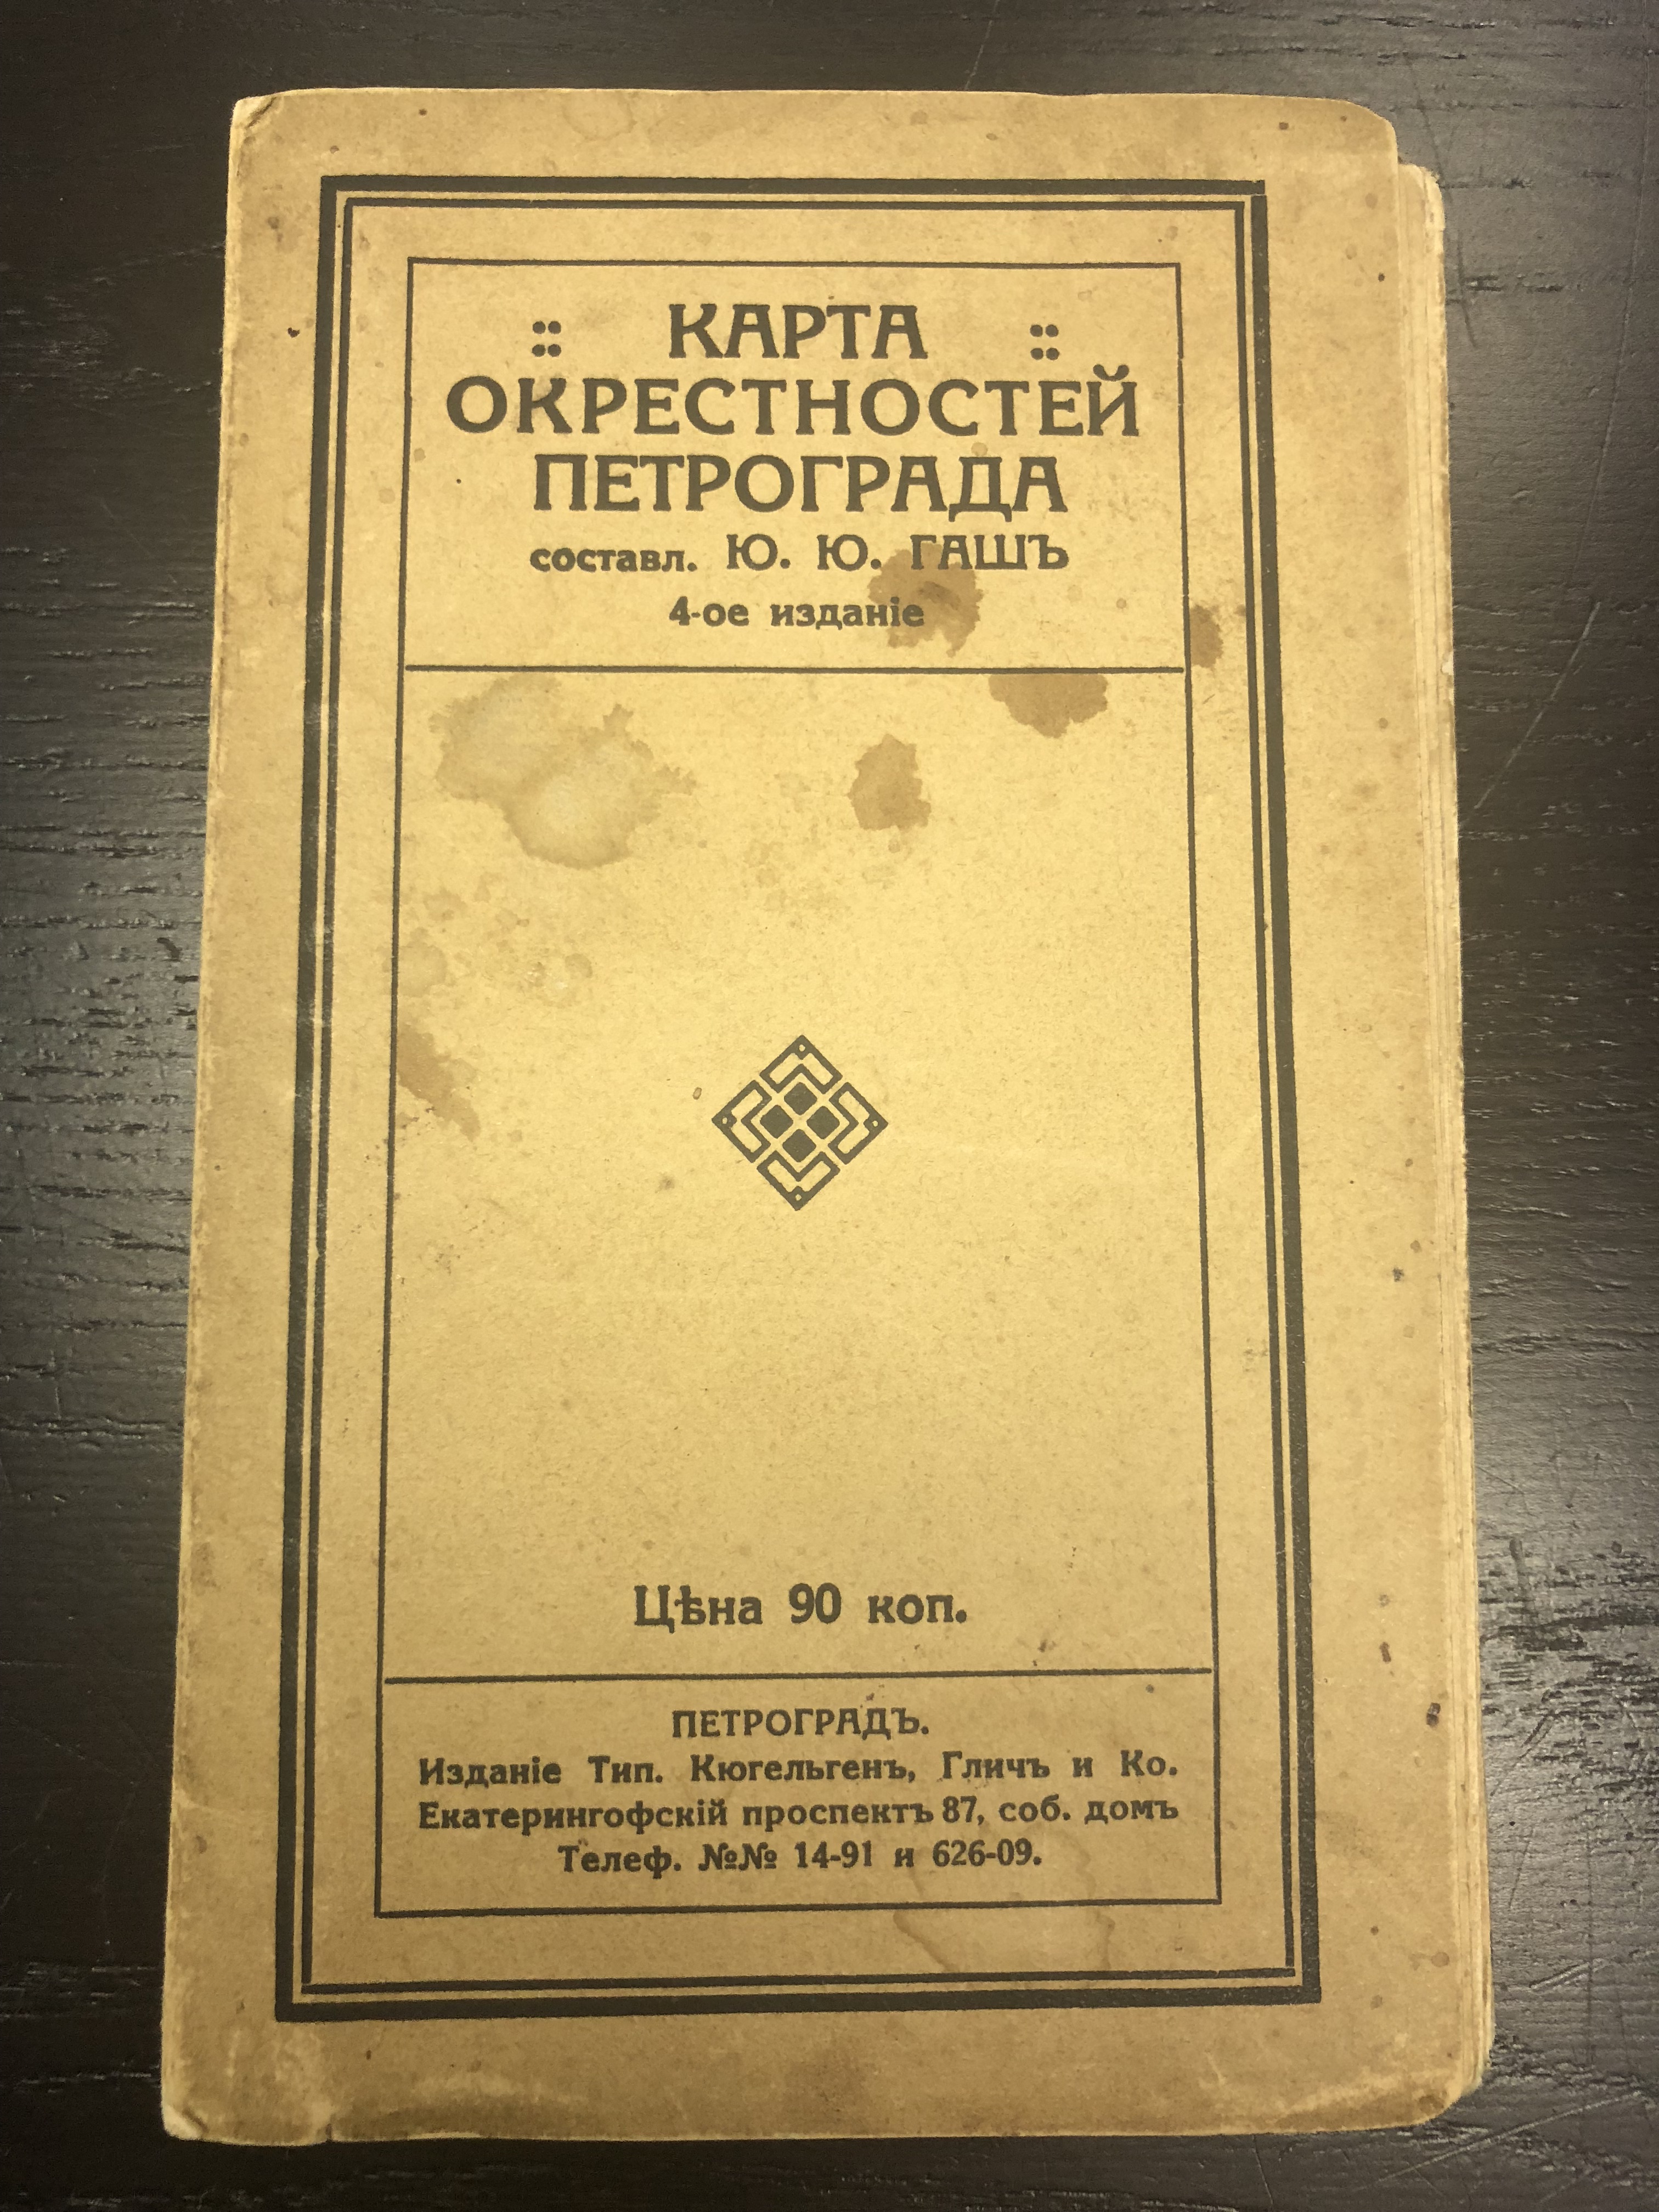 КАРТА
ОКРЕСТНОСТЕЙ
ПЕТРОГРАДА
составл. Ю. Ю. ГАШЪ
4-ое изданіе
Цѣна 90 коп.
ПЕТРОГРАДЪ.
Изданіе Тип. Кюгельгенъ, Гличъ и Ко.
Екатерингофскій проспектъ 87, соб. домъ
Телеф. №№ 14-91 и 626-09.